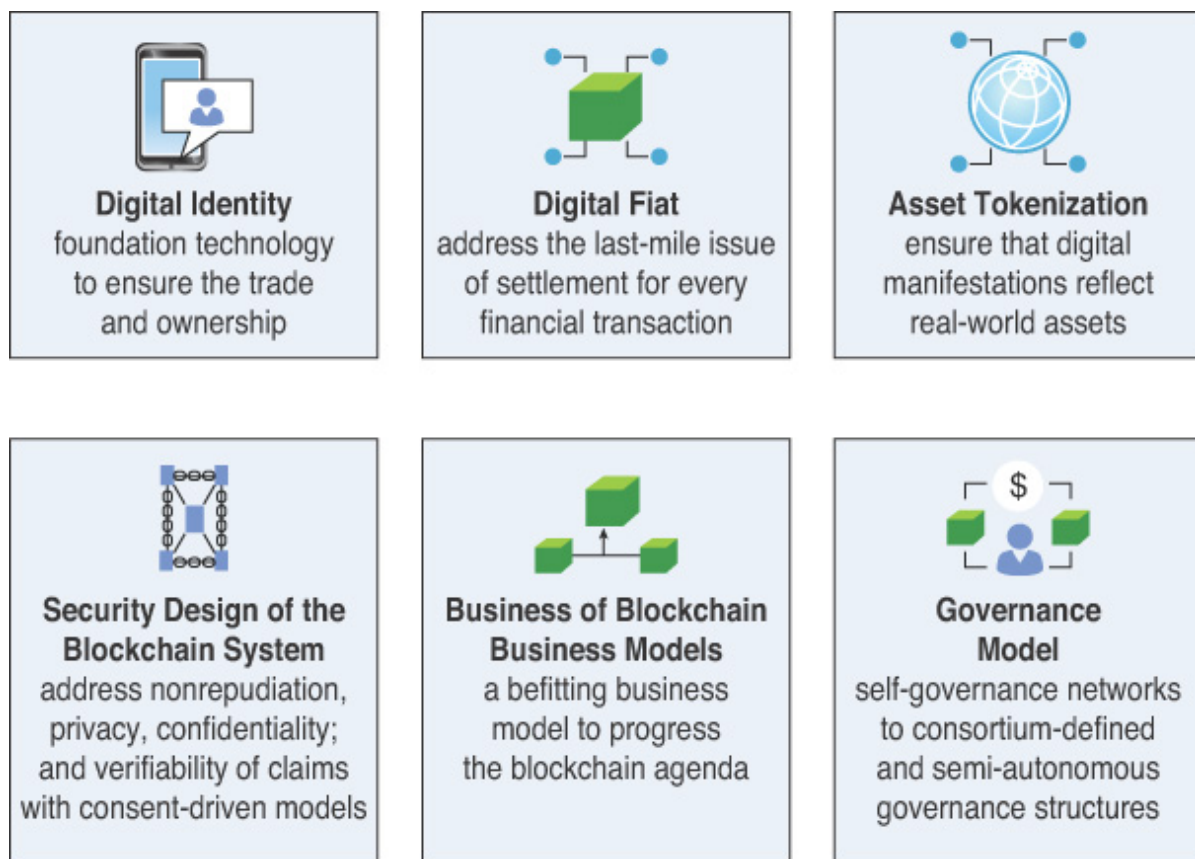 Digital Identity
foundation technology
to ensure the trade
and ownership
Digital Fiat
address the last-mile issue
of settlement for every
financial transaction
Asset Tokenization
ensure that digital
manifestations reflect
real-world assets
Security Design of the
Blockchain System
address nonrepudiation,
privacy, confidentiality;
and verifiability of claims
with consent-driven models
Business of Blockchain
Business Models
a befitting business
model to progress
the blockchain agenda
$
Governance
Model
self-governance networks
to consortium-defined
and semi-autonomous
governance structures